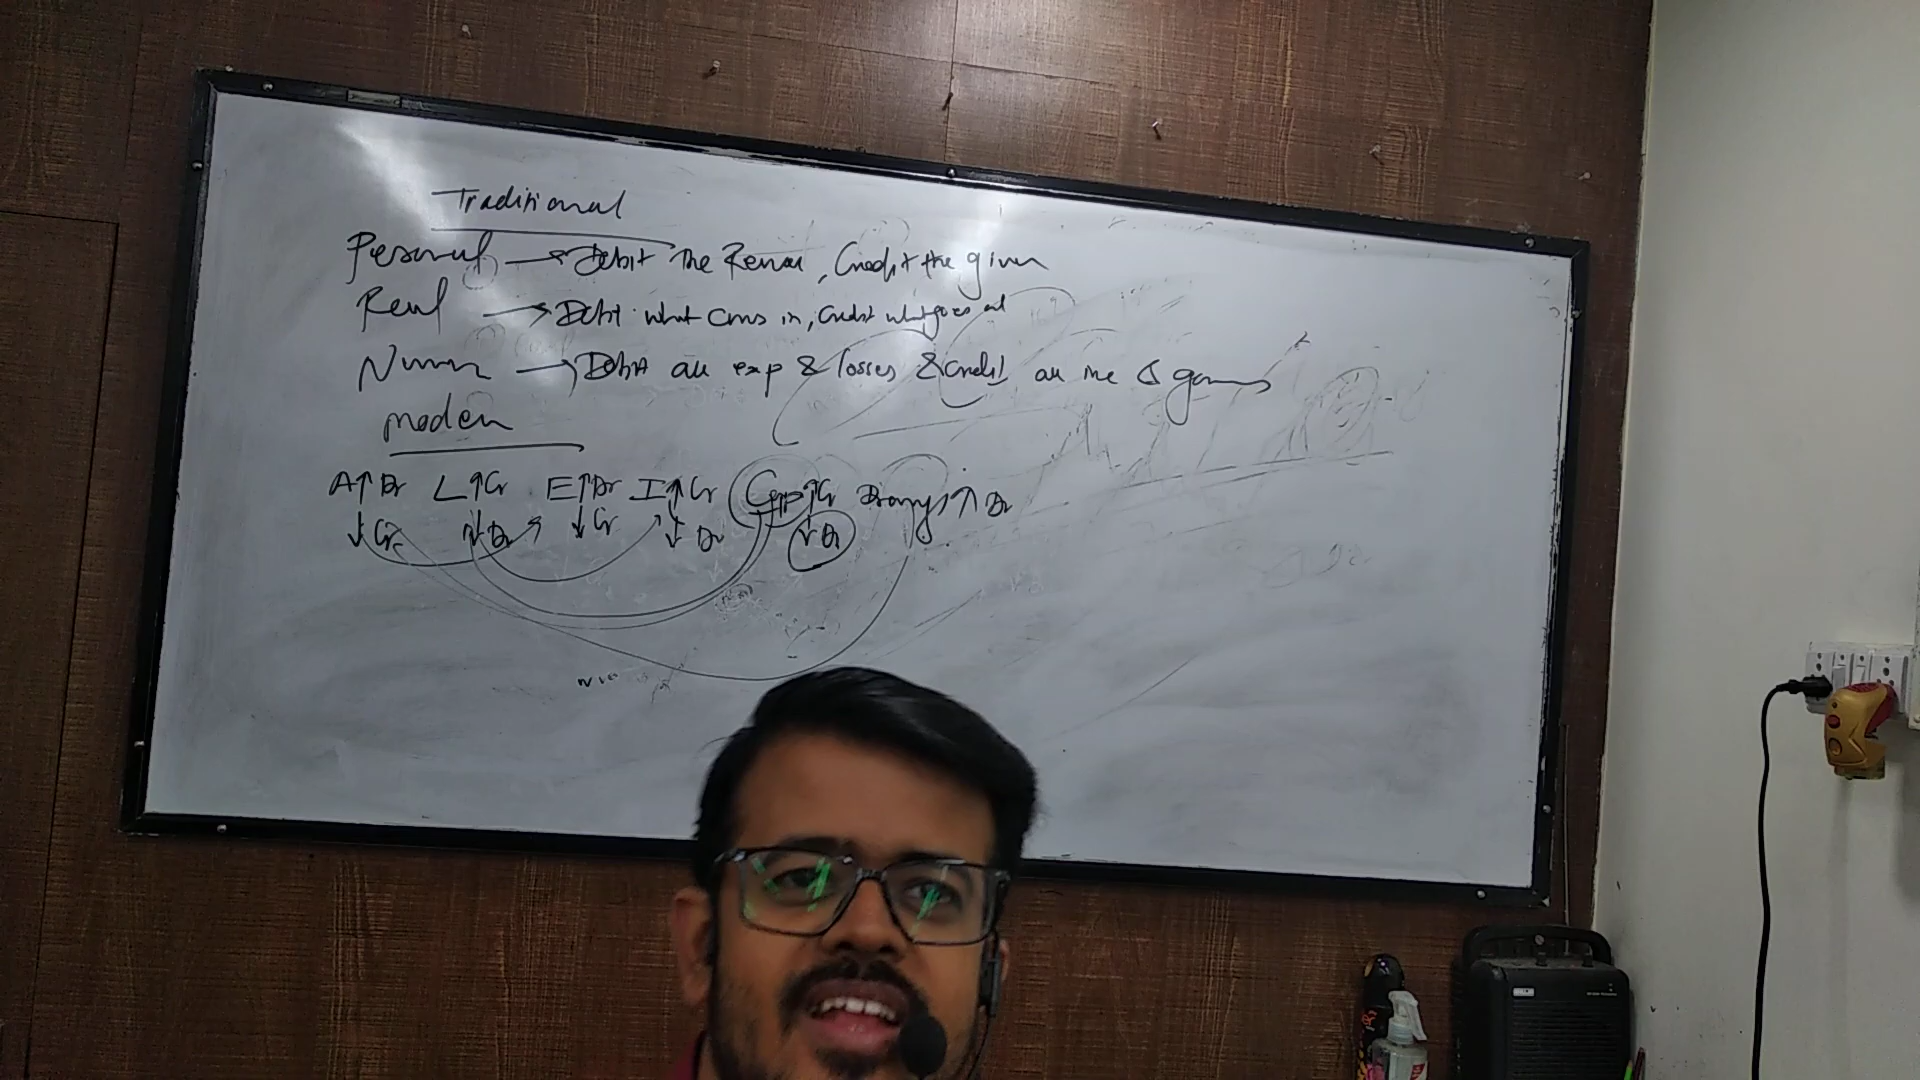 Traditional
Personal → Debit the Receiver, Credit the giver
Real → Debit what comes in, Credit what goes out
Nominal → Debit all exp & losses & credit all inc & gains
modern
A↑ Dr L↑ Cr E↑ Dr I↑ Cr Cap↑ Cr Drawings↑ Dr
↓ Cr ↓ Dr ↓ Cr ↓ Dr ↓ Dr